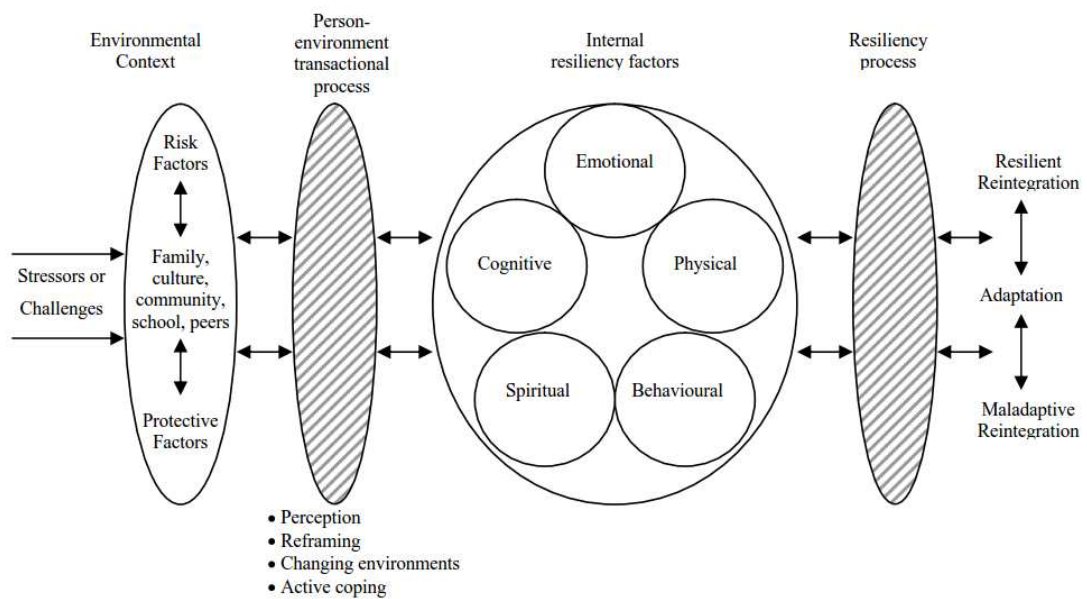 Environmental
Context
Person-
environment
transactional
process
Internal
resiliency factors
Resiliency
process
Risk
Factors
Family,
culture,
community,
school, peers
Protective
Factors
Stressors or
Challenges
Emotional
Cognitive
Physical
Spiritual
Behavioural
Resilient
Reintegration
Adaptation
Maladaptive
Reintegration
• Perception
• Reframing
• Changing environments
• Active coping